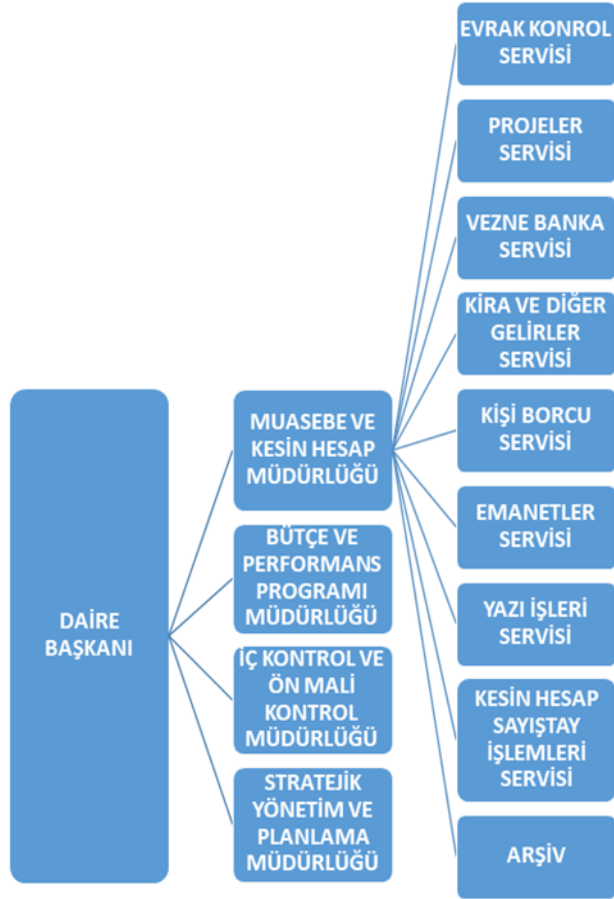 DAİRE
BAŞKANI
MUASEBE VE
KESİN HESAP
MÜDÜRLÜĞÜ
BÜTÇE VE
PERFORMANS
PROGRAMI
MÜDÜRLÜĞÜ
İÇ KONTROL VE
ÖN MALİ
KONTROL
MÜDÜRLÜĞÜ
STRATEJİK
YÖNETİM VE
PLANLAMA
MÜDÜRLÜĞÜ
EVRAK KONROL
SERVİSİ
PROJELER
SERVİSİ
VEZNE BANKA
SERVİSİ
KİRA VE DİĞER
GELİRLER
SERVİSİ
KİŞİ BORCU
SERVİSİ
EMANETLER
SERVİSİ
YAZI İŞLERİ
SERVİSİ
KESİN HESAP
SAYIŞTAY
İŞLEMLERİ
SERVİSİ
ARŞİV